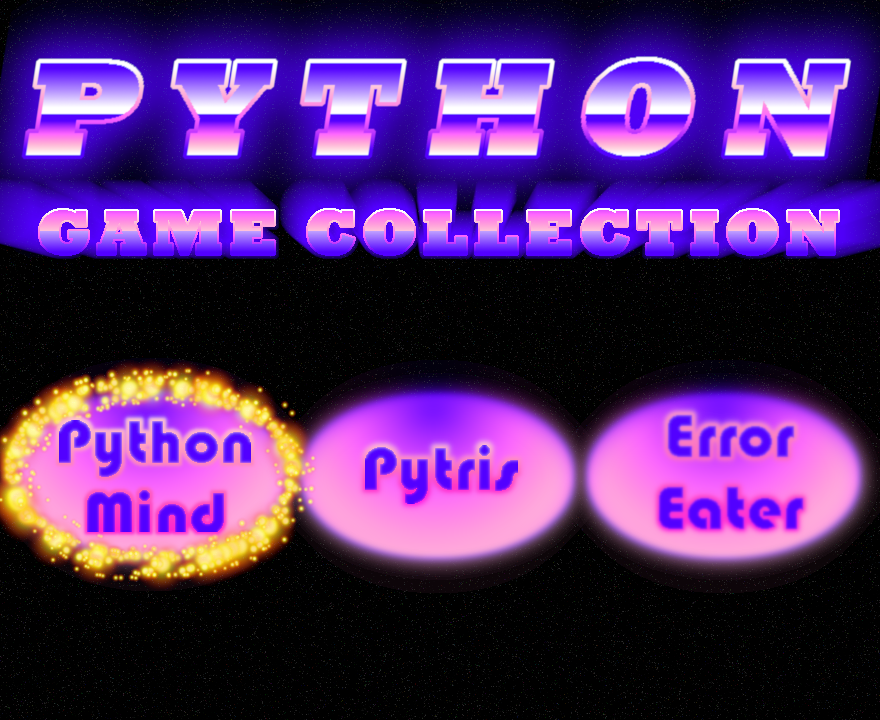 PYTHON
GAME COLLECTION
Python
Mind
Pytris
Error
Eater